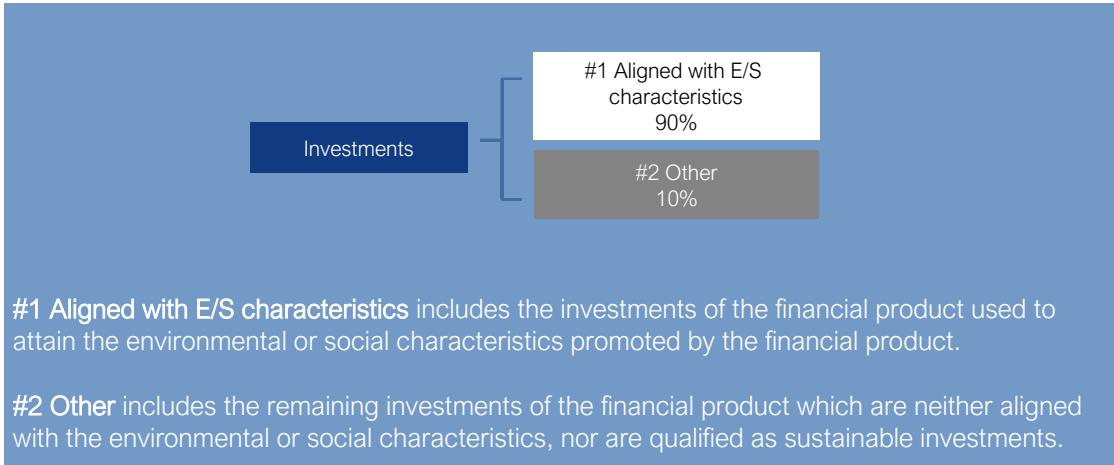 #1 Aligned with E/S
characteristics
90%
Investments
#2 Other
10%
#1 Aligned with E/S characteristics includes the investments of the financial product used to
attain the environmental or social characteristics promoted by the financial product.
#2 Other includes the remaining investments of the financial product which are neither aligned
with the environmental or social characteristics, nor are qualified as sustainable investments.